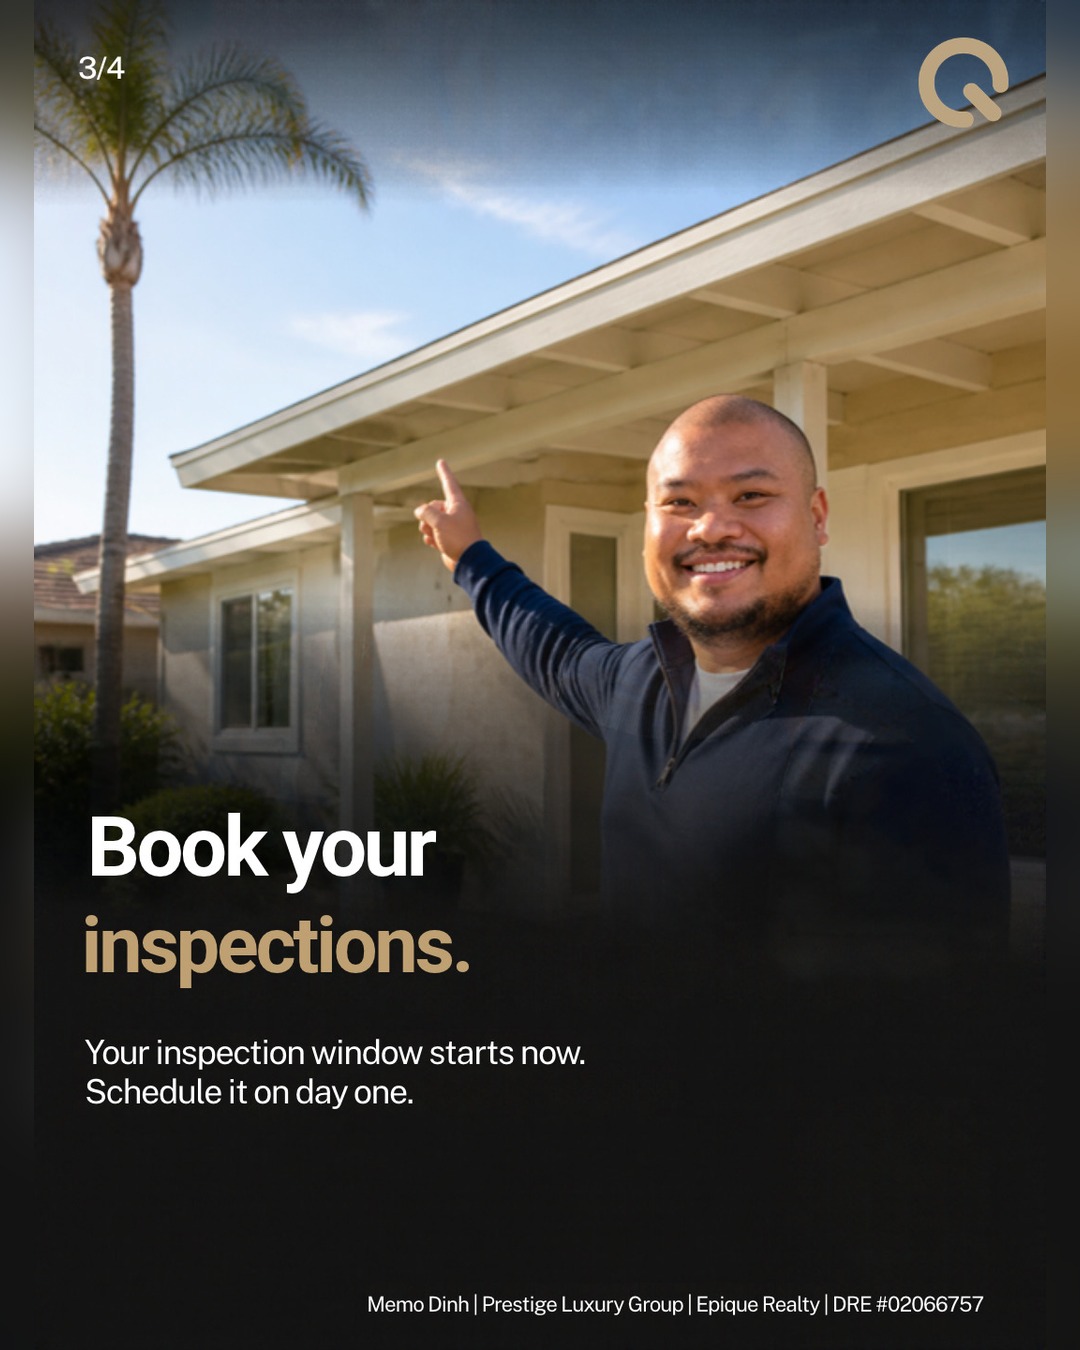 3/4
Book your
inspections.
Your inspection window starts now.
Schedule it on day one.
Memo Dinh | Prestige Luxury Group | Epique Realty | DRE #02066757